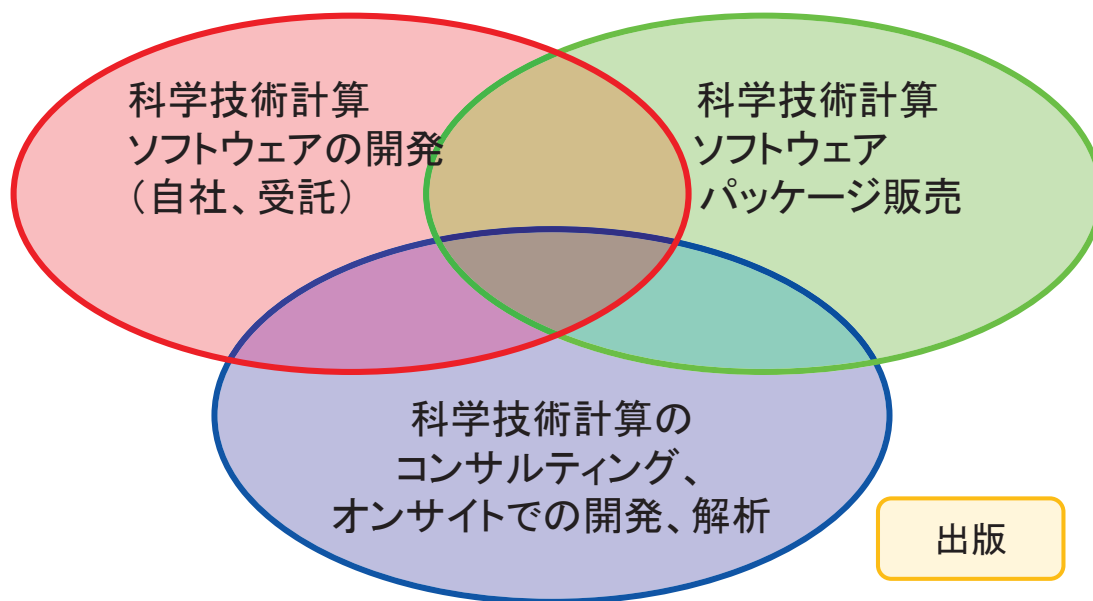 科学技術計算
ソフトウェアの開発
（自社、受託）
科学技術計算
ソフトウェア
パッケージ販売
科学技術計算の
コンサルティング、
オンサイトでの開発、解析
出版